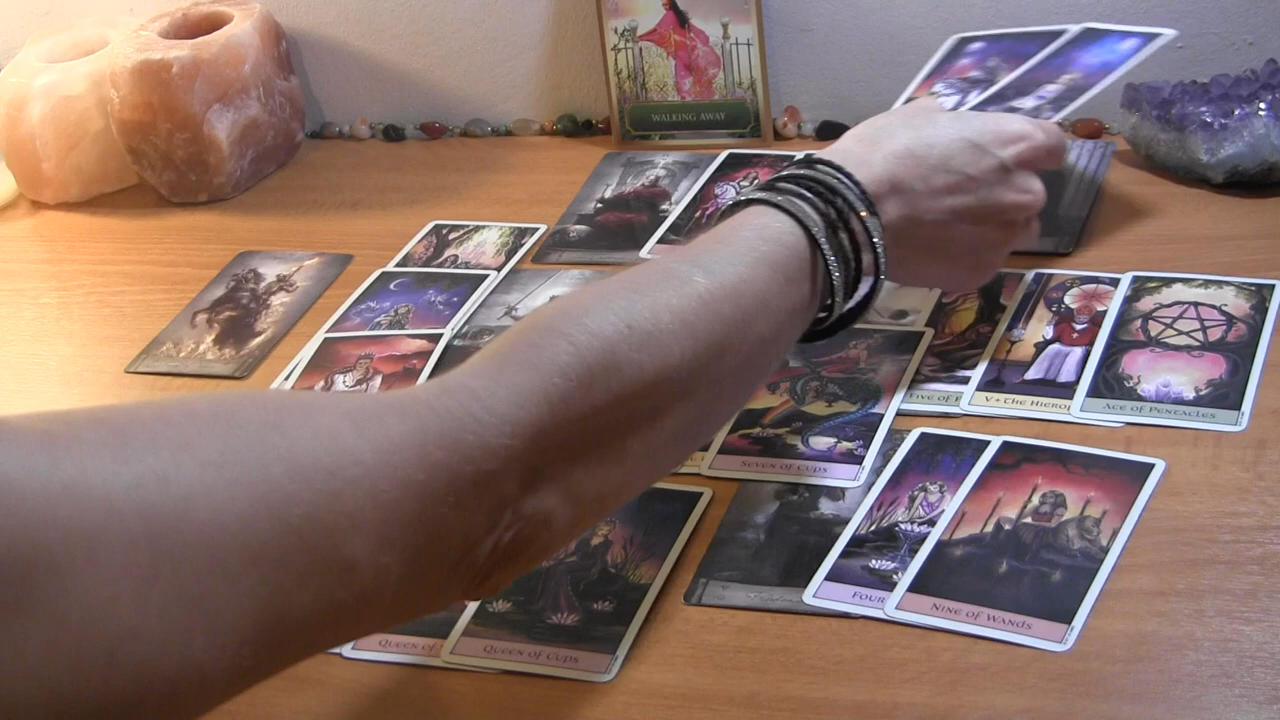 WALKING AWAY
FIVE OF
V + THE HIERO
ACE OF PENTACLES
SEVEN OF CUPS
FOUR
NINE OF WANDS
QUEEN OF
QUEEN OF CUPS